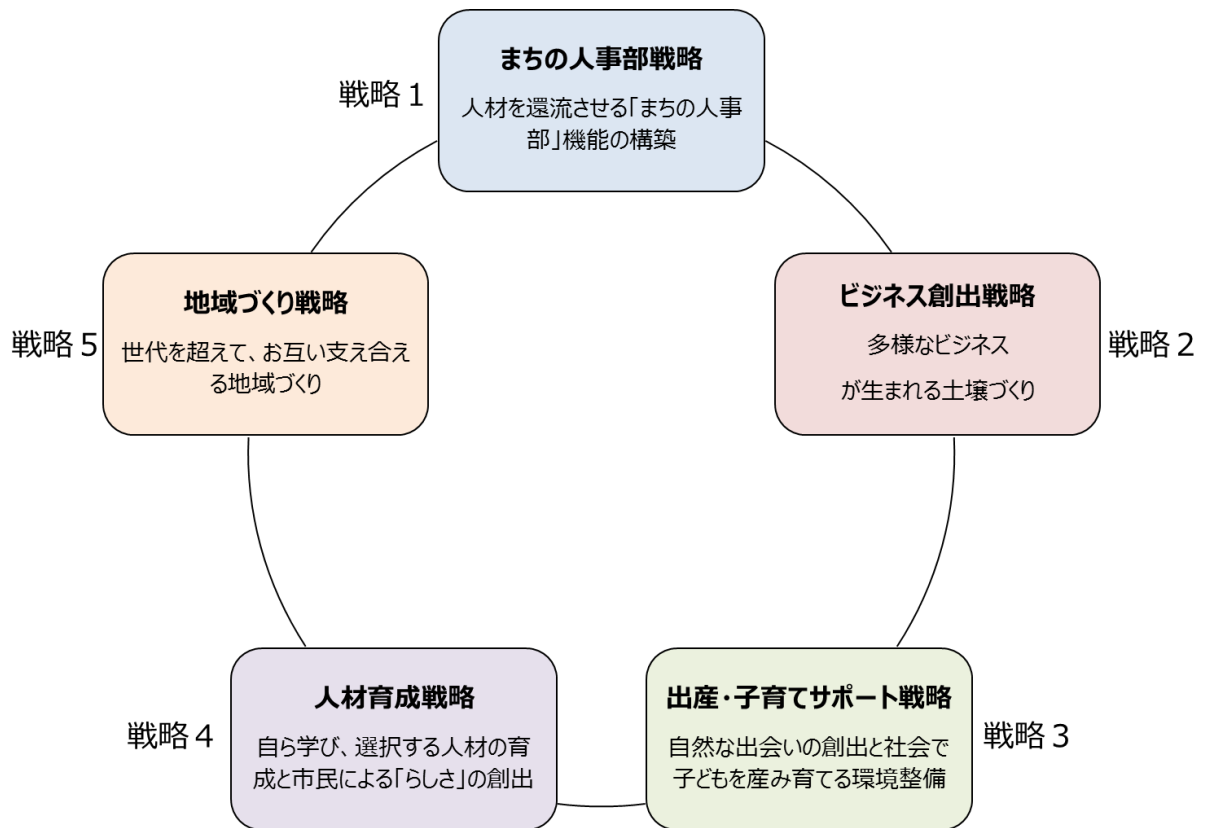 まちの人事部戦略
戦略１
人材を還流させる「まちの人事
部」機能の構築
ビジネス創出戦略
多様なビジネス
が生まれる土壌づくり
戦略２
出産・子育てサポート戦略
自然な出会いの創出と社会で
子どもを産み育てる環境整備
戦略３
人材育成戦略
自ら学び、選択する人材の育
成と市民による「らしさ」の創出
戦略４
地域づくり戦略
世代を超えて、お互い支え合え
る地域づくり
戦略５